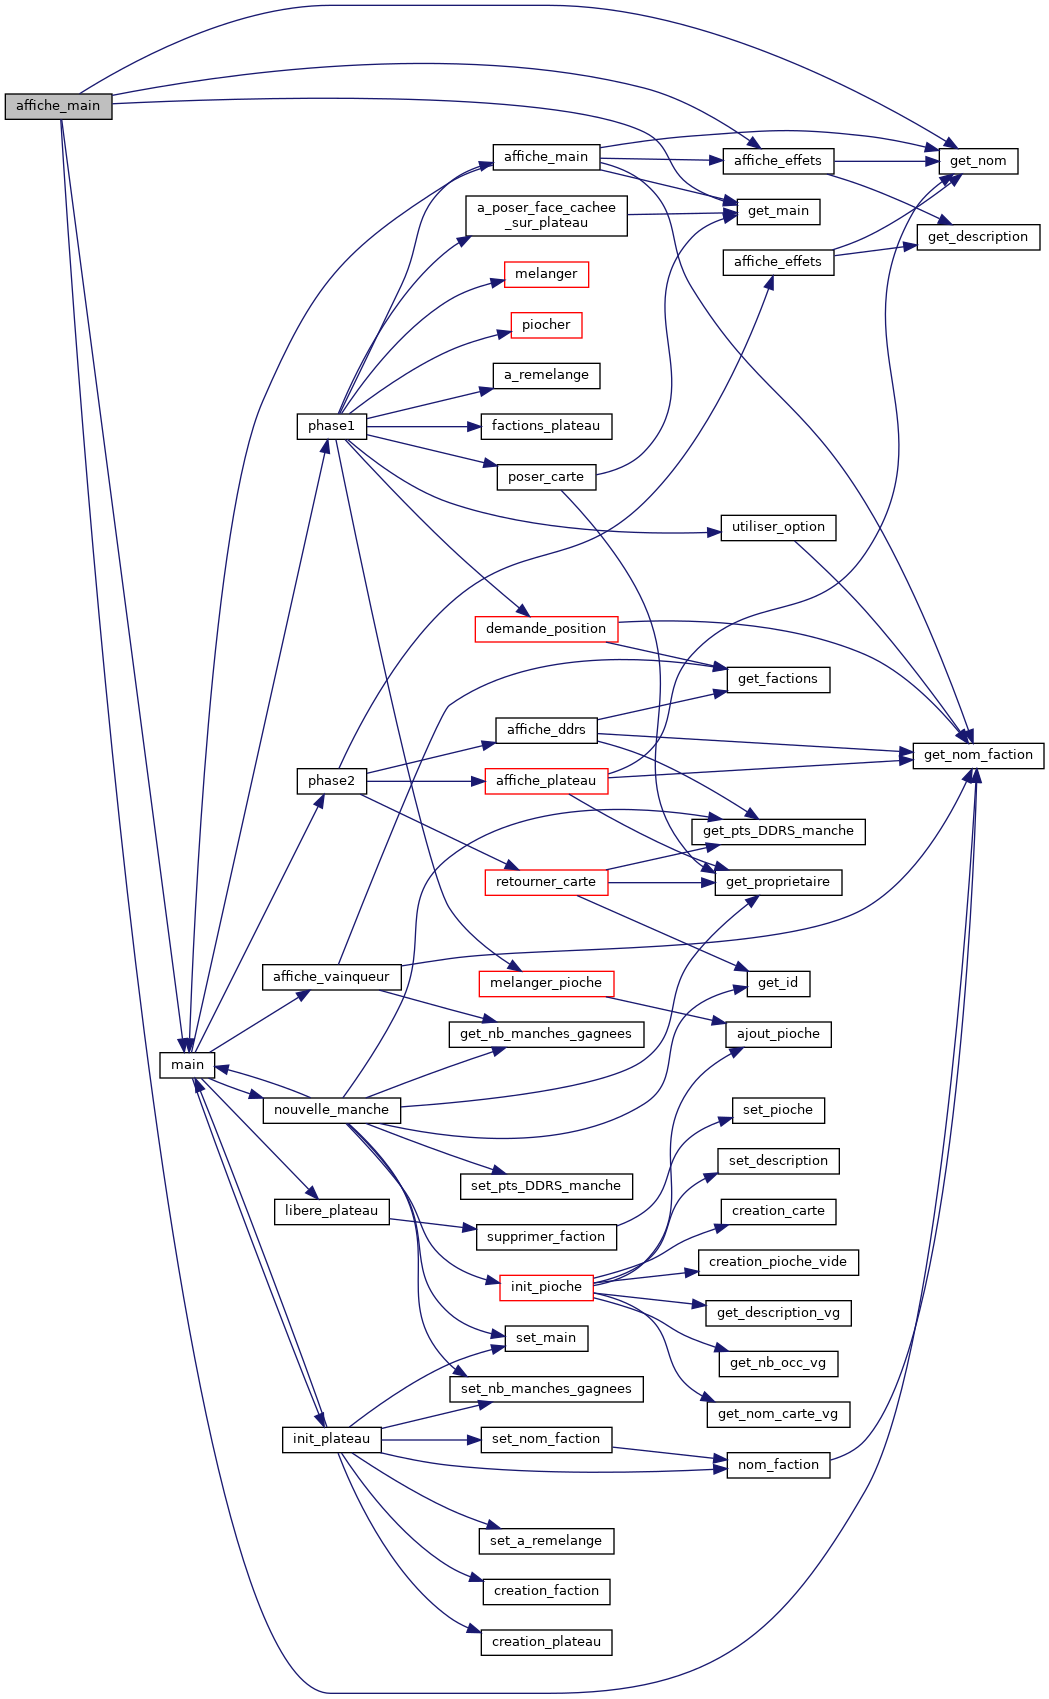 affiche_main
affiche_main
affiche_effets
get_nom
get_main
a_poser_face_cachee
_sur_plateau
get_description
affiche_effets
melanger
piocher
a_remelange
phase1
factions_plateau
poser_carte
utiliser_option
demande_position
get_factions
affiche_ddrs
get_nom_faction
phase2
affiche_plateau
get_pts_DDRS_manche
retourner_carte
get_proprietaire
affiche_vainqueur
melanger_pioche
get_id
get_nb_manches_gagnees
ajout_pioche
main
nouvelle_manche
set_pioche
set_description
set_pts_DDRS_manche
libere_plateau
creation_carte
supprimer_faction
creation_pioche_vide
init_pioche
get_description_vg
set_main
get_nb_occ_vg
set_nb_manches_gagnees
get_nom_carte_vg
init_plateau
set_nom_faction
nom_faction
set_a_remelange
creation_faction
creation_plateau